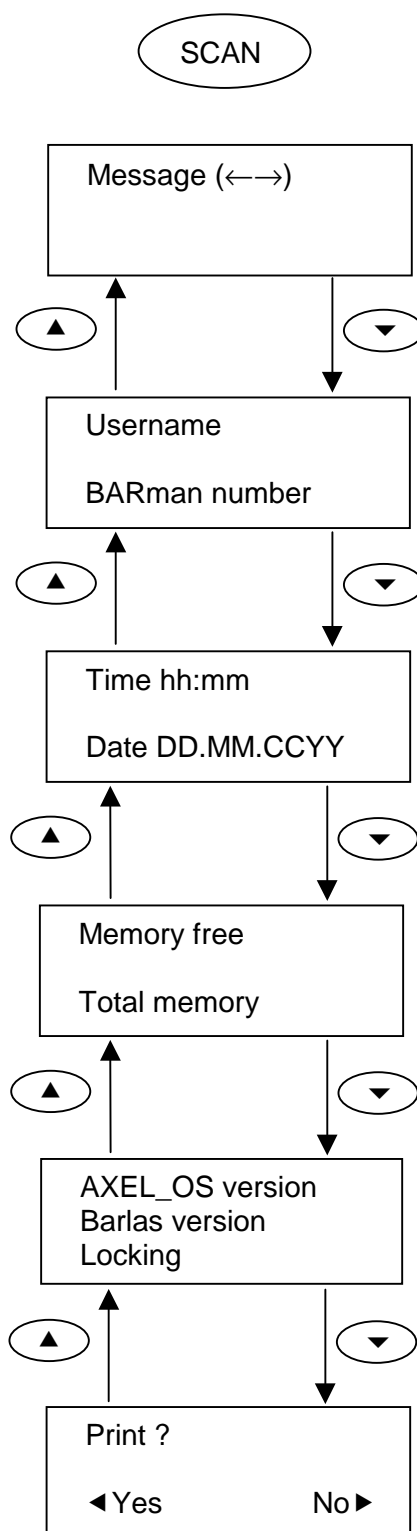 SCAN
Message (←→)
▲ ▼
Username
BARman number
▲ ▼
Time hh:mm
Date DD.MM.CCYY
▲ ▼
Memory free
Total memory
▲ ▼
AXEL_OS version
Barlas version
Locking
▲ ▼
Print ?
◄Yes No►